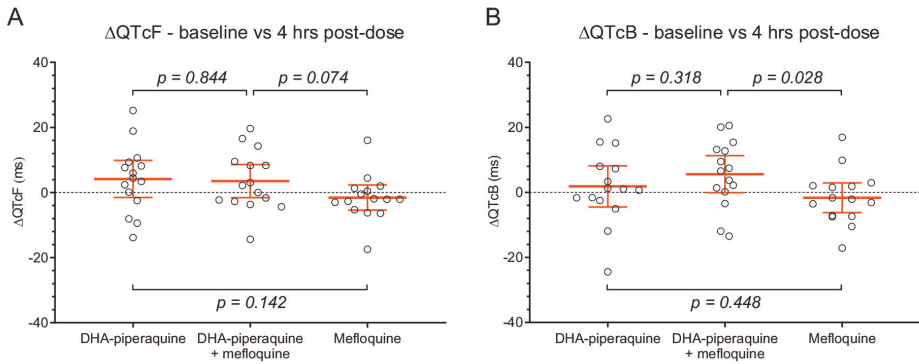 A
ΔQTcF - baseline vs 4 hrs post-dose
40
20
0
-20
-40
ΔQTcF (ms)
p = 0.844
p = 0.074
p = 0.142
DHA-piperaquine
DHA-piperaquine
+ mefloquine
Mefloquine
B
ΔQTcB - baseline vs 4 hrs post-dose
40
20
0
-20
-40
ΔQTcB (ms)
p = 0.318
p = 0.028
p = 0.448
DHA-piperaquine
DHA-piperaquine
+ mefloquine
Mefloquine